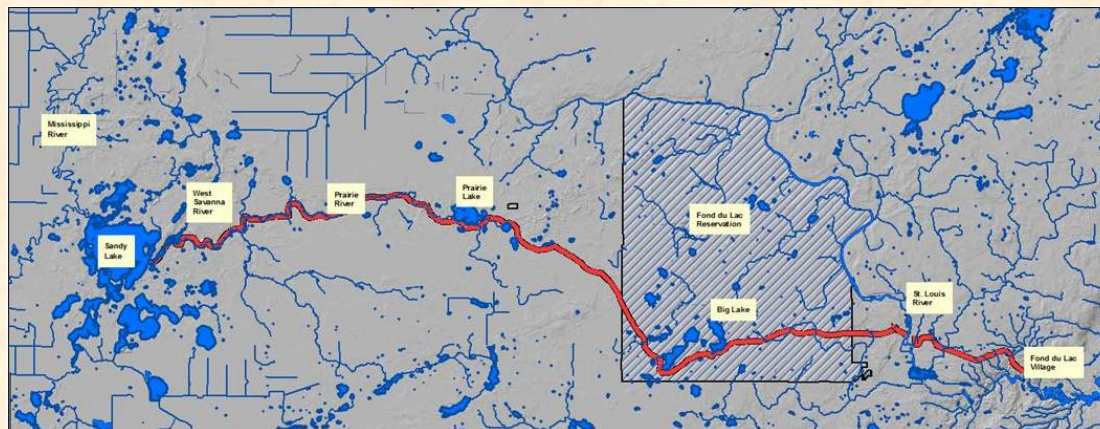 Mississippi
River
West
Savanna
River
Sandy
Lake
Prairie
River
Prairie
Lake
Fond du Lac
Reservation
Big Lake
St. Louis
River
Fond du Lac
Village